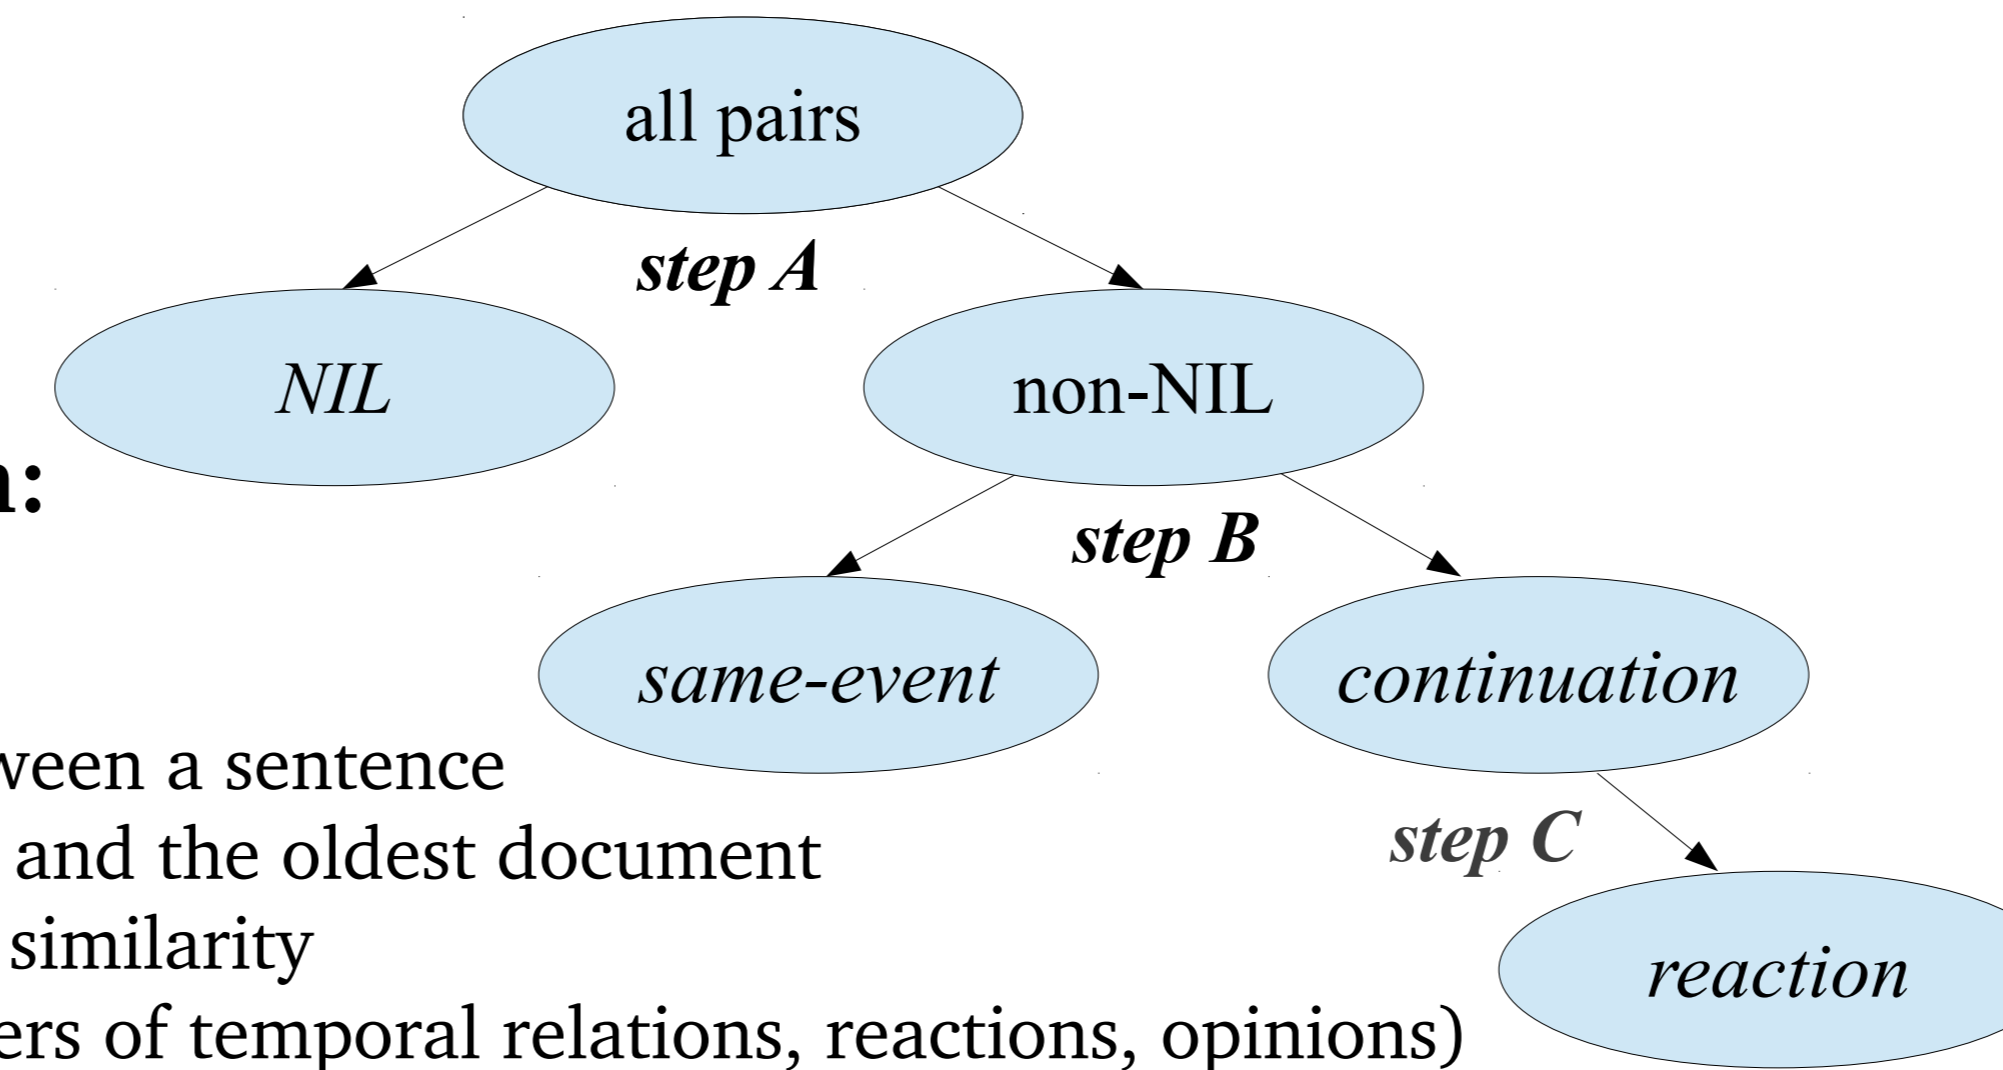 all pairs
step A
NIL
non-NIL
n:
step B
same-event
continuation
ween a sentence
step C
and the oldest document
similarity
reaction
ers of temporal relations, reactions, opinions)